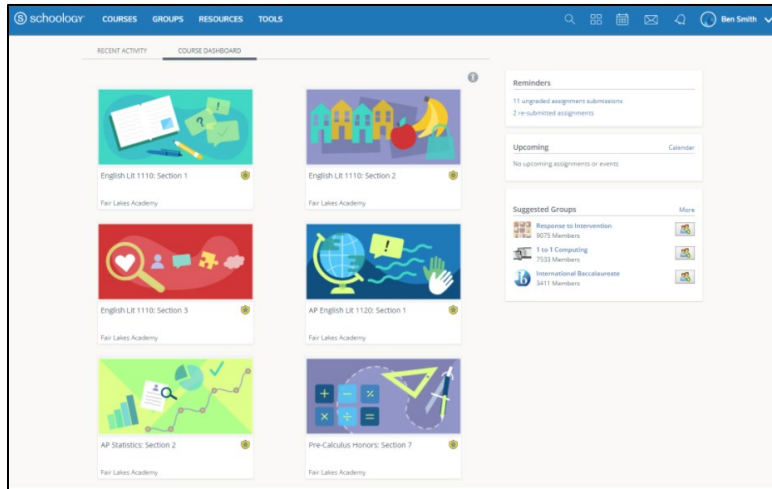 schoology COURSES GROUPS RESOURCES TOOLS Ben Smith
RECENT ACTIVITY COURSE DASHBOARD
English Lit 1110: Section 1
Fair Lakes Academy
English Lit 1110: Section 2
Fair Lakes Academy
English Lit 1110: Section 3
Fair Lakes Academy
AP English Lit 1120: Section 1
Fair Lakes Academy
AP Statistics: Section 2
Fair Lakes Academy
Pre-Calculus Honors: Section 7
Fair Lakes Academy
Reminders
11 ungraded assignment submissions
2 re-submitted assignments
Upcoming Calendar
No upcoming assignments or events
Suggested Groups More
Response to Intervention
9075 Members
1 to 1 Computing
7533 Members
International Baccalaureate
3411 Members